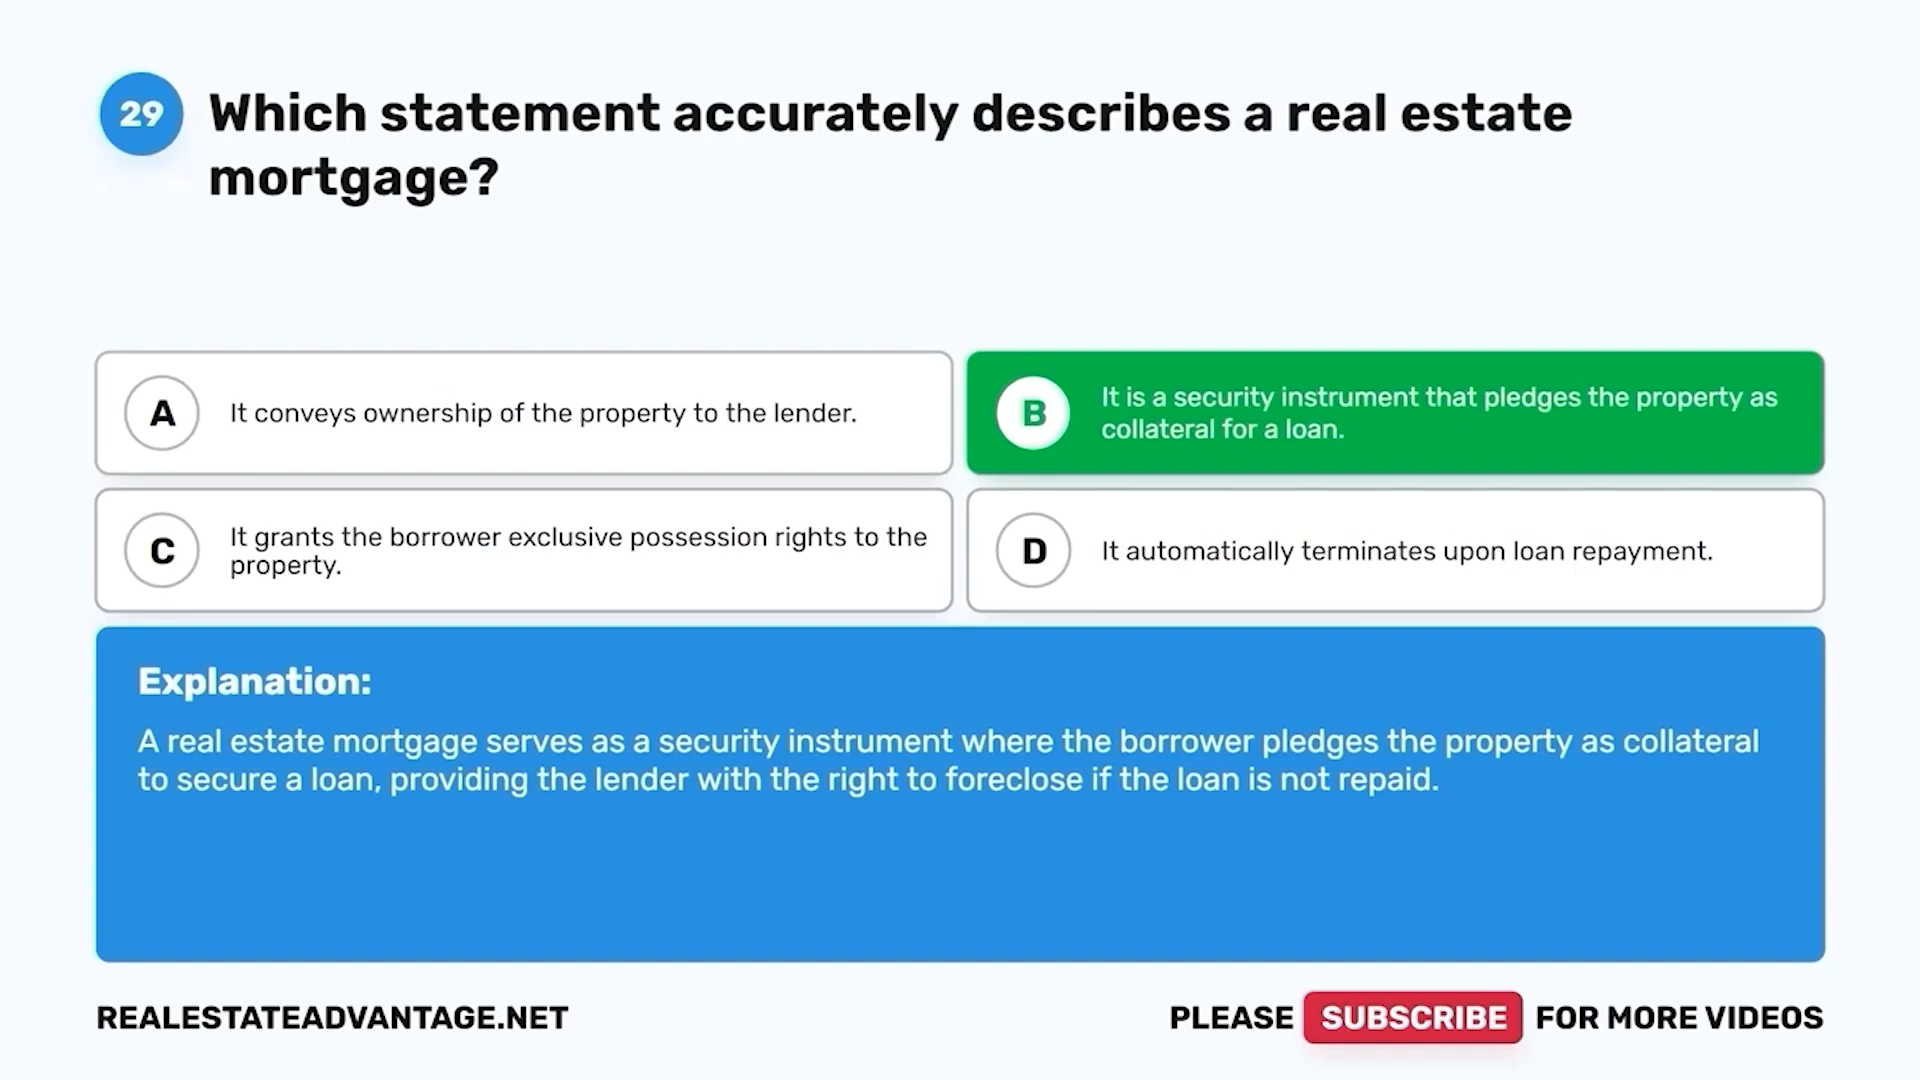 29
Which statement accurately describes a real estate
mortgage?
A
It conveys ownership of the property to the lender.
B
It is a security instrument that pledges the property as
collateral for a loan.
C
It grants the borrower exclusive possession rights to the
property.
D
It automatically terminates upon loan repayment.
Explanation:
A real estate mortgage serves as a security instrument where the borrower pledges the property as collateral
to secure a loan, providing the lender with the right to foreclose if the loan is not repaid.
REALESTATEADVANTAGE.NET
PLEASE SUBSCRIBE FOR MORE VIDEOS